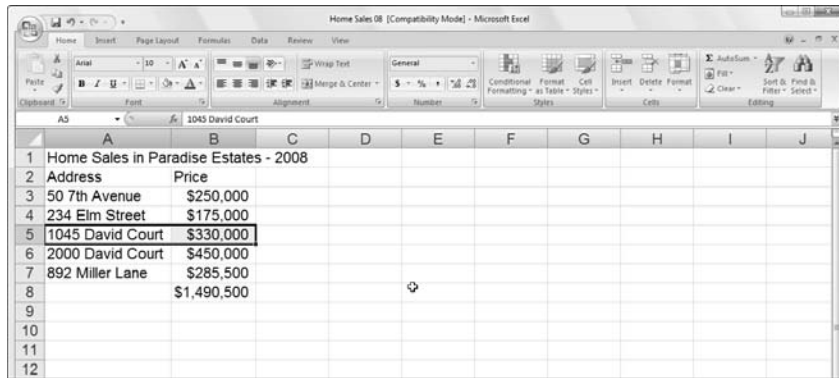 Home Sales 08 [Compatibility Mode] - Microsoft Excel
Home Insert Page Layout Formulas Data Review View
Arial 10 A A Wrap Text General Σ AutoSum
Paste B I U A Merge & Center $ % , Conditional Formatting Format as Table Cell Styles Insert Delete Format Fill Clear Sort & Filter Find & Select
Clipboard Font Alignment Number Styles Cells Editing
A5 fx 1045 David Court
A B C D E F G H I J
1 Home Sales in Paradise Estates - 2008
2 Address Price
3 50 7th Avenue $250,000
4 234 Elm Street $175,000
5 1045 David Court $330,000
6 2000 David Court $450,000
7 892 Miller Lane $285,500
8 $1,490,500
9
10
11
12